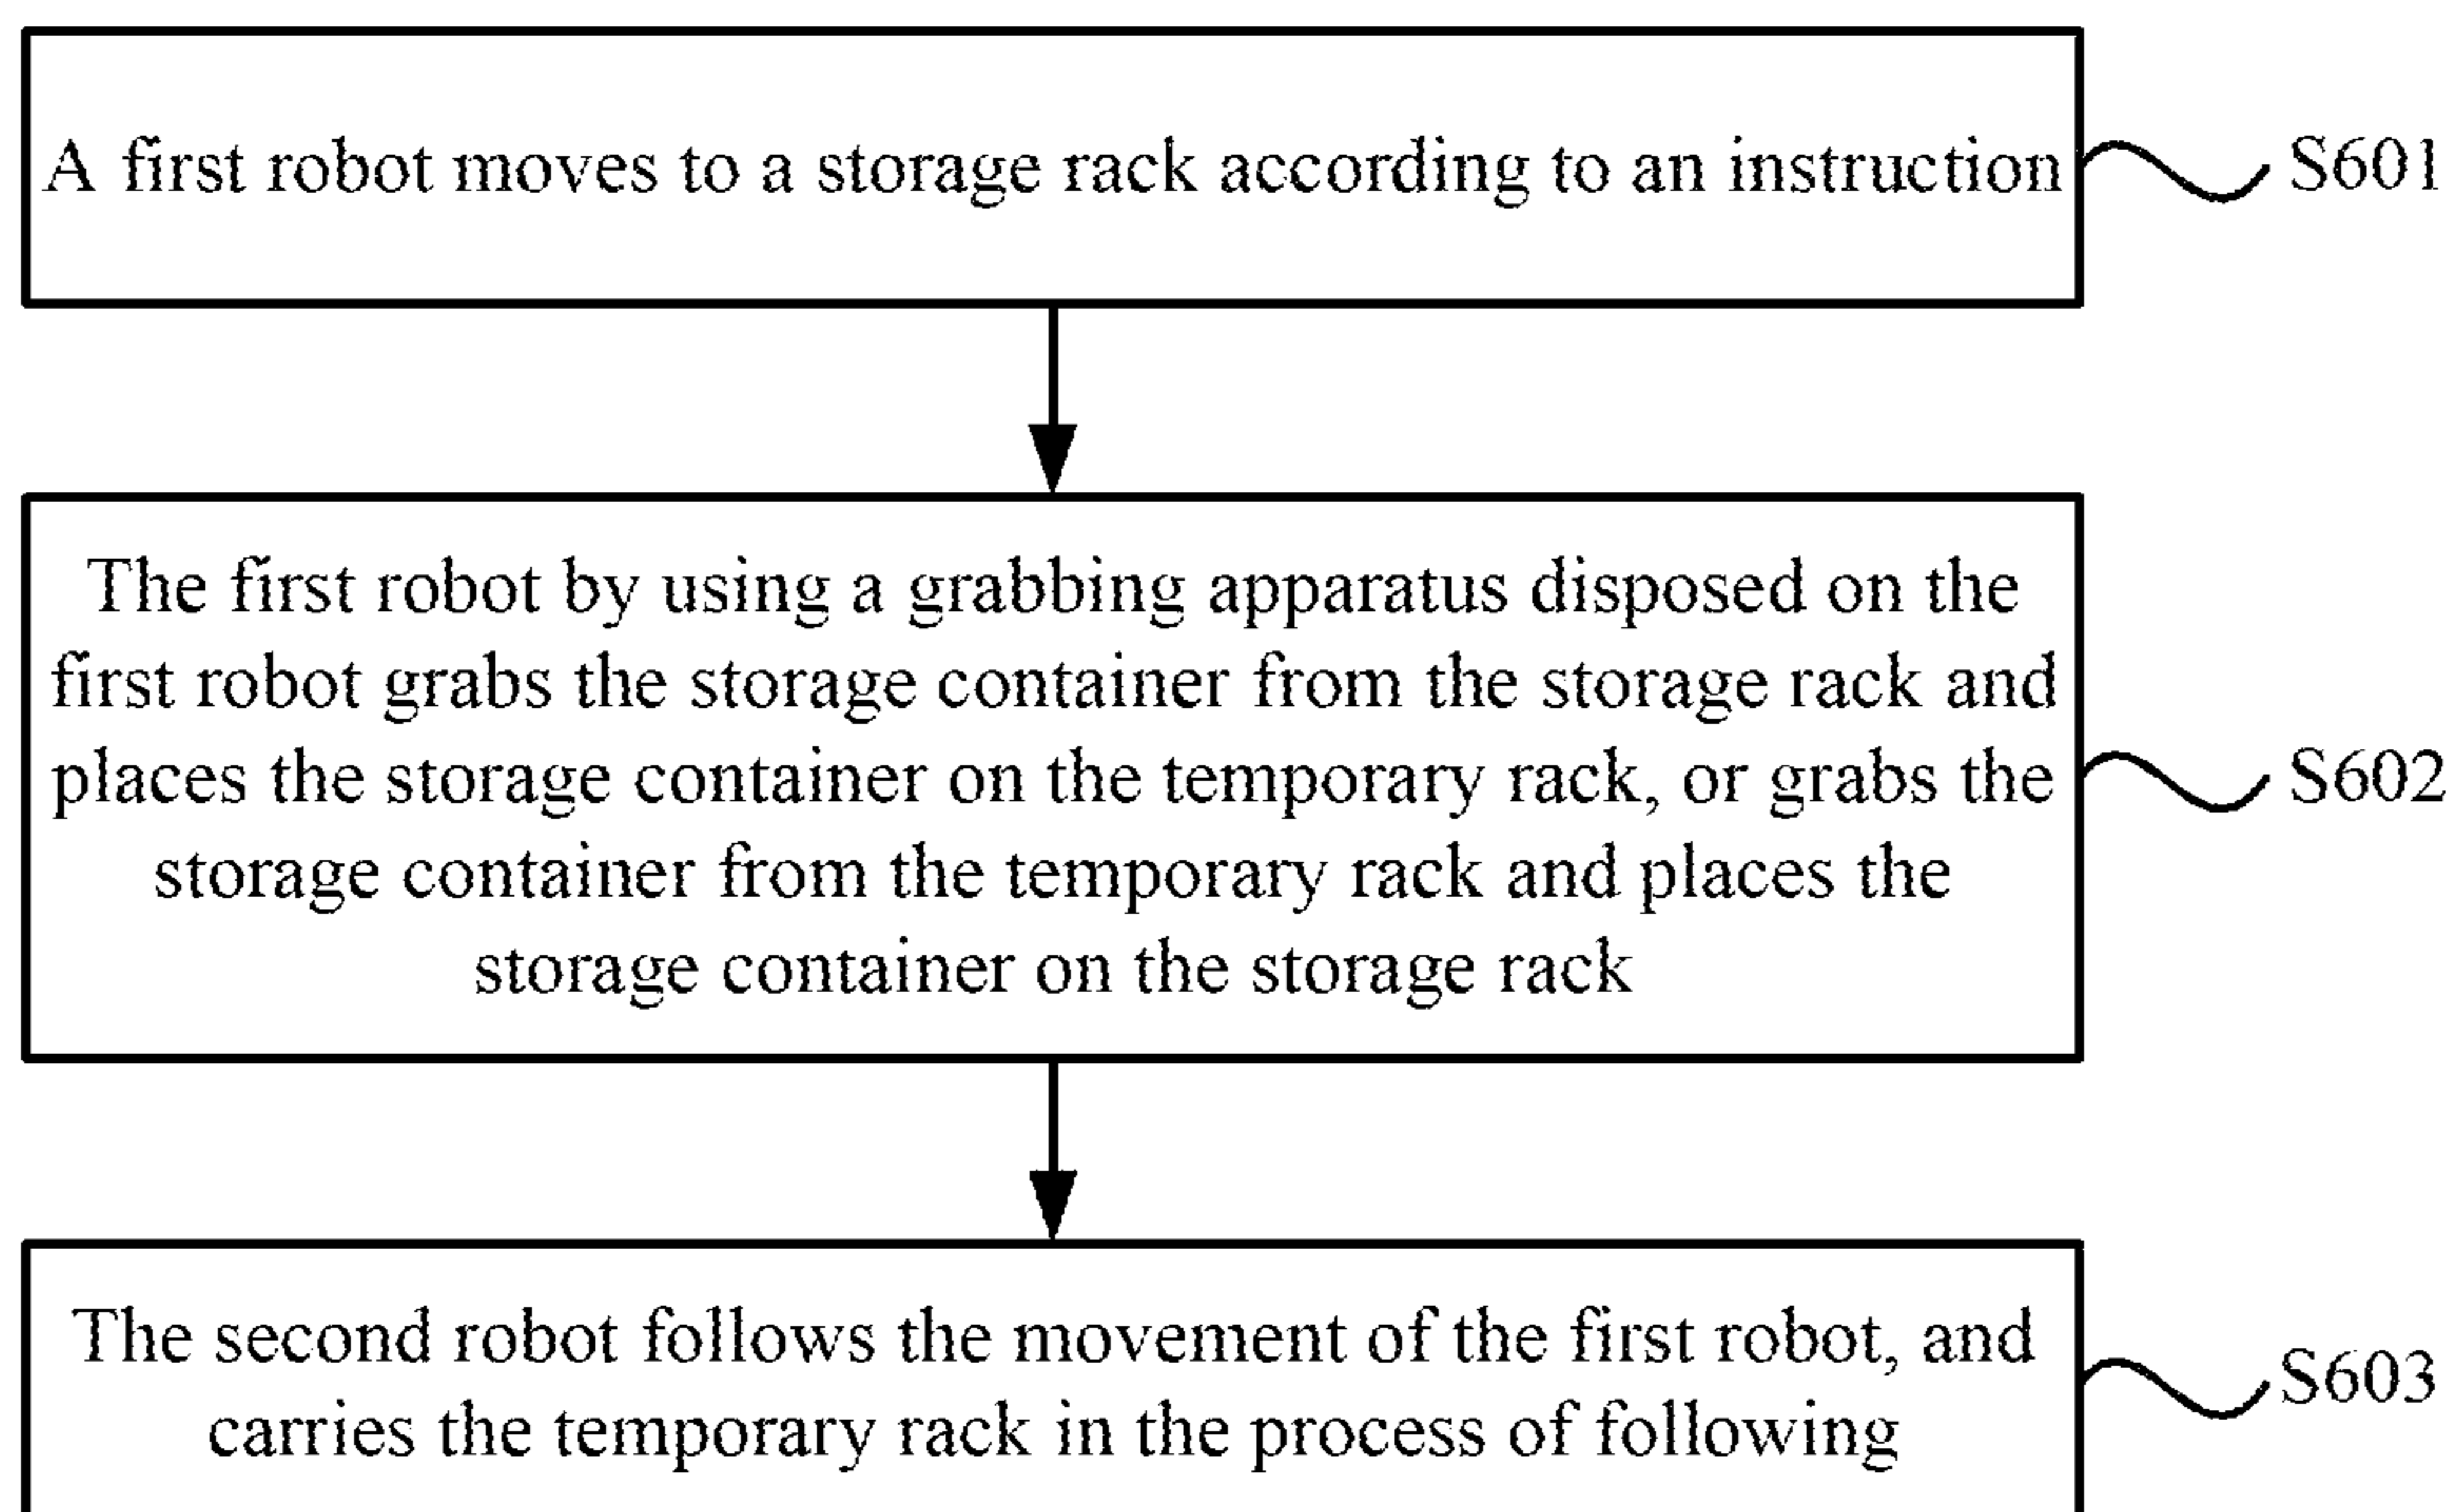 A first robot moves to a storage rack according to an instruction
S601
The first robot by using a grabbing apparatus disposed on the
first robot grabs the storage container from the storage rack and
places the storage container on the temporary rack, or grabs the
storage container from the temporary rack and places the
storage container on the storage rack
S602
The second robot follows the movement of the first robot, and
carries the temporary rack in the process of following
S603